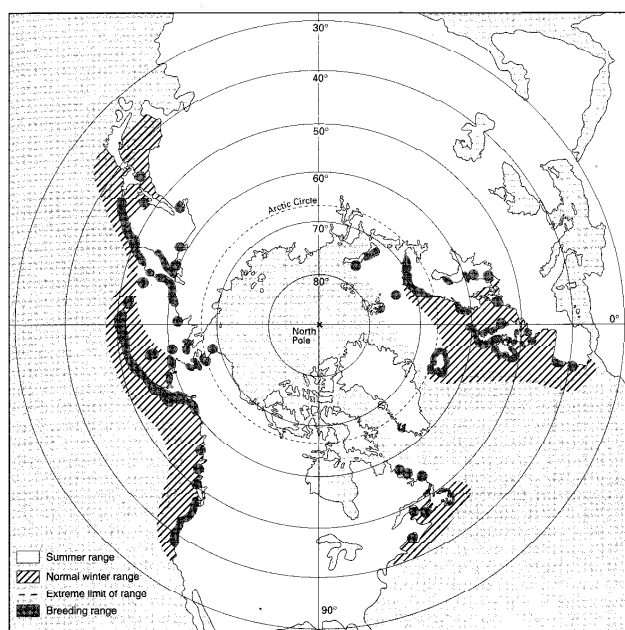 30°
40°
50°
60°
Arctic Circle
70°
80°
North
Pole
0°
90°
Summer range
Normal winter range
Extreme limit of range
Breeding range